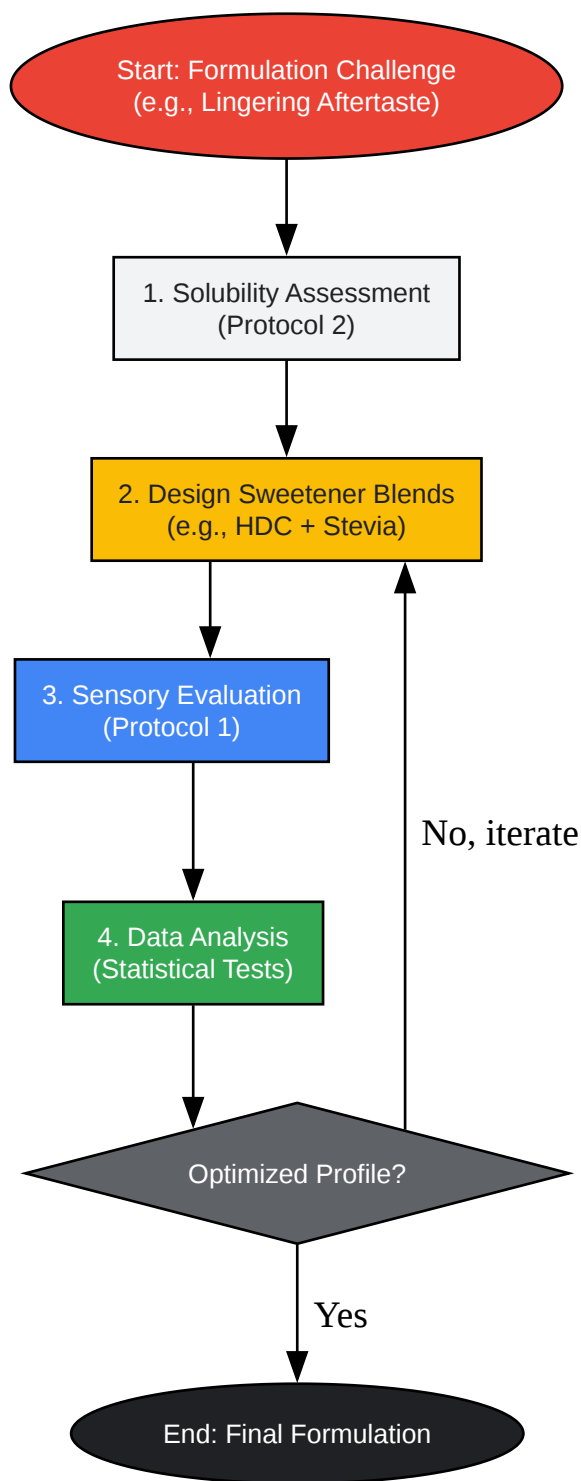 Start: Formulation Challenge
(e.g., Lingering Aftertaste)
1. Solubility Assessment
(Protocol 2)
2. Design Sweetener Blends
(e.g., HDC + Stevia)
3. Sensory Evaluation
(Protocol 1)
No, iterate
4. Data Analysis
(Statistical Tests)
Optimized Profile?
Yes
End: Final Formulation